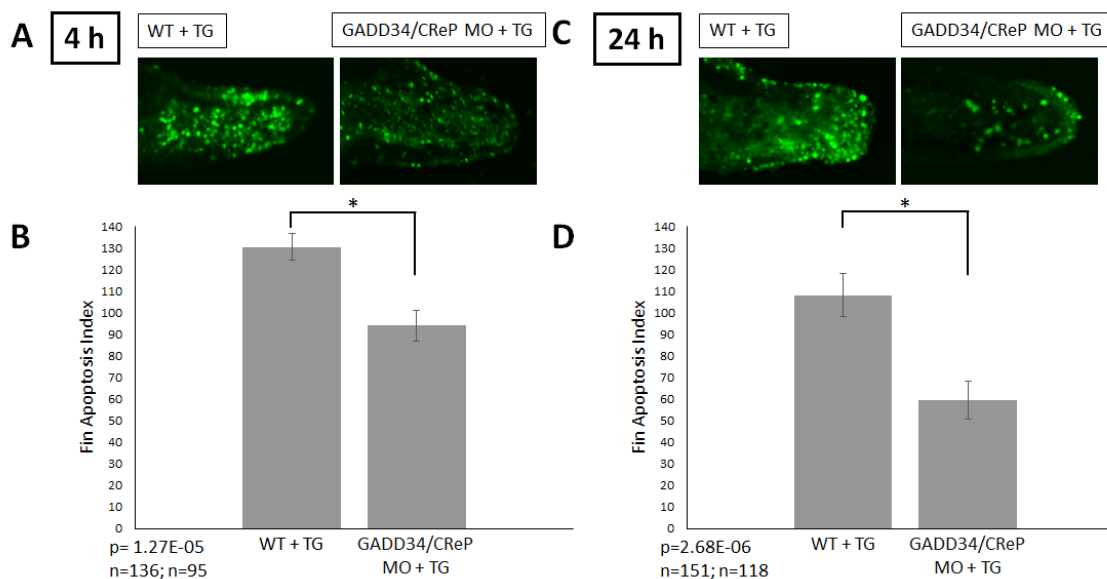 A
4 h
WT + TG
GADD34/CReP MO + TG
C
24 h
WT + TG
GADD34/CReP MO + TG
B
*
Fin Apoptosis Index
140
130
120
110
100
90
80
70
60
50
40
30
20
10
0
WT + TG
GADD34/CReP
MO + TG
p= 1.27E-05
n=136; n=95
D
*
Fin Apoptosis Index
140
130
120
110
100
90
80
70
60
50
40
30
20
10
0
WT + TG
GADD34/CReP
MO + TG
p=2.68E-06
n=151; n=118